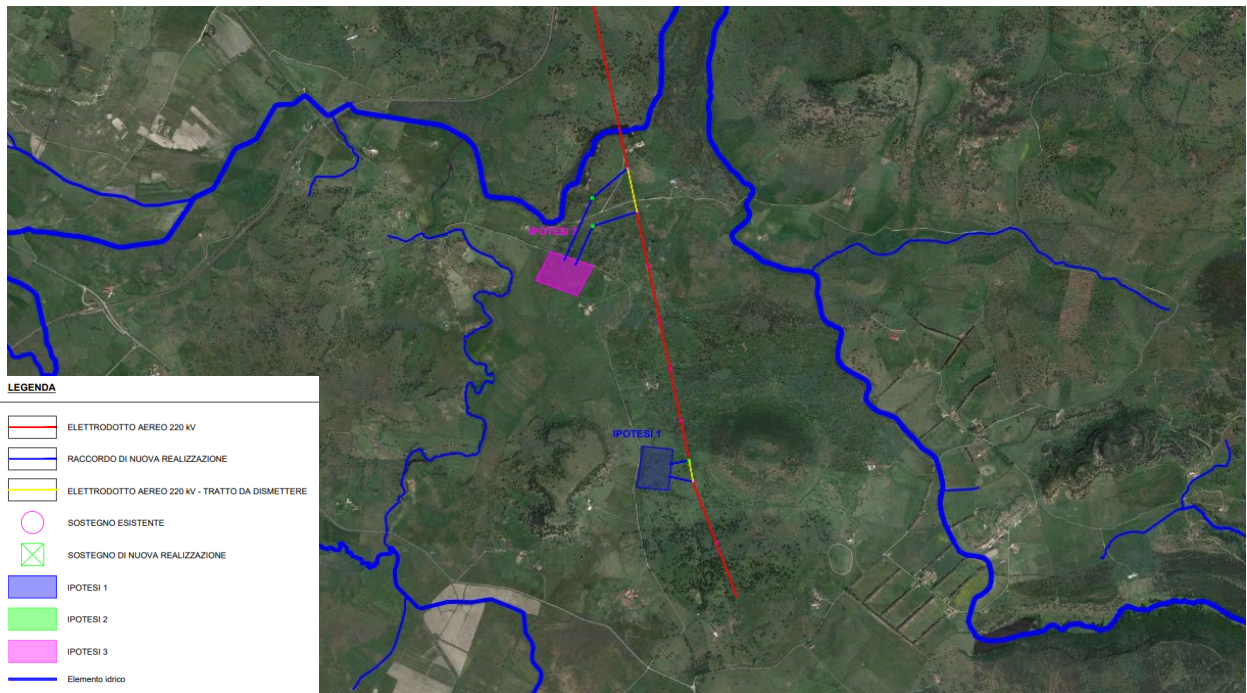 IPOTESI 3
IPOTESI 1
LEGENDA
ELETTRODOTTO AEREO 220 kV
RACCORDO DI NUOVA REALIZZAZIONE
ELETTRODOTTO AEREO 220 kV - TRATTO DA DISMETTERE
SOSTEGNO ESISTENTE
SOSTEGNO DI NUOVA REALIZZAZIONE
IPOTESI 1
IPOTESI 2
IPOTESI 3
Elemento idrico